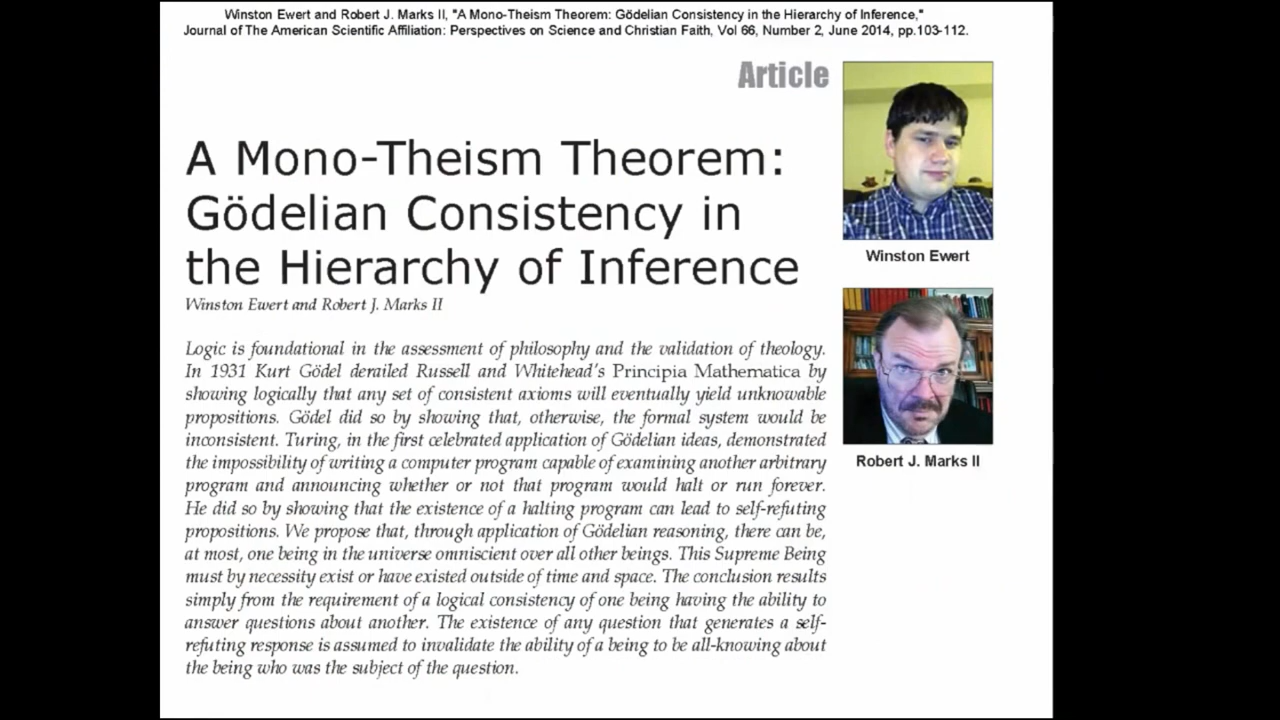 Winston Ewert and Robert J. Marks II, "A Mono-Theism Theorem: Gödelian Consistency in the Hierarchy of Inference,"
Journal of The American Scientific Affiliation: Perspectives on Science and Christian Faith, Vol 66, Number 2, June 2014, pp.103-112.
Article
A Mono-Theism Theorem:
Gödelian Consistency in
the Hierarchy of Inference
Winston Ewert and Robert J. Marks II
Logic is foundational in the assessment of philosophy and the validation of theology.
In 1931 Kurt Gödel derailed Russell and Whitehead's Principia Mathematica by
showing logically that any set of consistent axioms will eventually yield unknowable
propositions. Gödel did so by showing that, otherwise, the formal system would be
inconsistent. Turing, in the first celebrated application of Gödelian ideas, demonstrated
the impossibility of writing a computer program capable of examining another arbitrary
program and announcing whether or not that program would halt or run forever.
He did so by showing that the existence of a halting program can lead to self-refuting
propositions. We propose that, through application of Gödelian reasoning, there can be,
at most, one being in the universe omniscient over all other beings. This Supreme Being
must by necessity exist or have existed outside of time and space. The conclusion results
simply from the requirement of a logical consistency of one being having the ability to
answer questions about another. The existence of any question that generates a self-
refuting response is assumed to invalidate the ability of a being to be all-knowing about
the being who was the subject of the question.
Winston Ewert
Robert J. Marks II